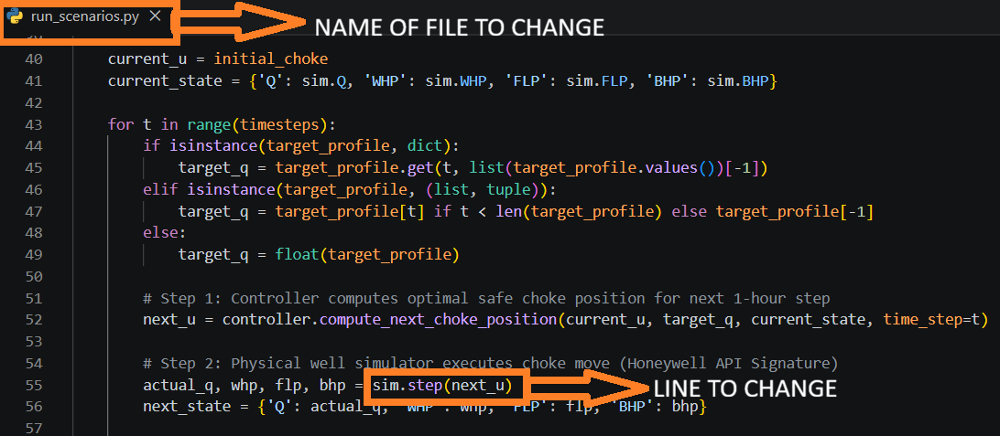 run_scenarios.py ×
NAME OF FILE TO CHANGE
40 current_u = initial_choke
41 current_state = {'Q': sim.Q, 'WHP': sim.WHP, 'FLP': sim.FLP, 'BHP': sim.BHP}
42
43 for t in range(timesteps):
44 if isinstance(target_profile, dict):
45 target_q = target_profile.get(t, list(target_profile.values())[-1])
46 elif isinstance(target_profile, (list, tuple)):
47 target_q = target_profile[t] if t < len(target_profile) else target_profile[-1]
48 else:
49 target_q = float(target_profile)
50
51 # Step 1: Controller computes optimal safe choke position for next 1-hour step
52 next_u = controller.compute_next_choke_position(current_u, target_q, current_state, time_step=t)
53
54 # Step 2: Physical well simulator executes choke move (Honeywell API Signature)
55 actual_q, whp, flp, bhp = sim.step(next_u)
LINE TO CHANGE
56 next_state = {'Q': actual_q, 'WHP': whp, 'FLP': flp, 'BHP': bhp}
57